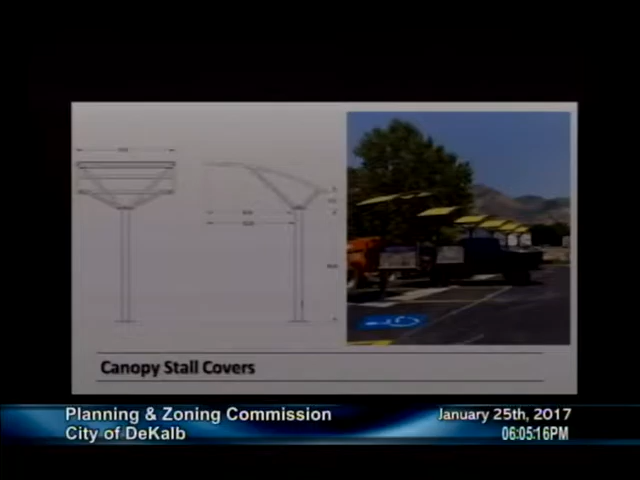 Canopy Stall Covers
Planning & Zoning Commission
January 25th, 2017
City of DeKalb
06:05:16PM